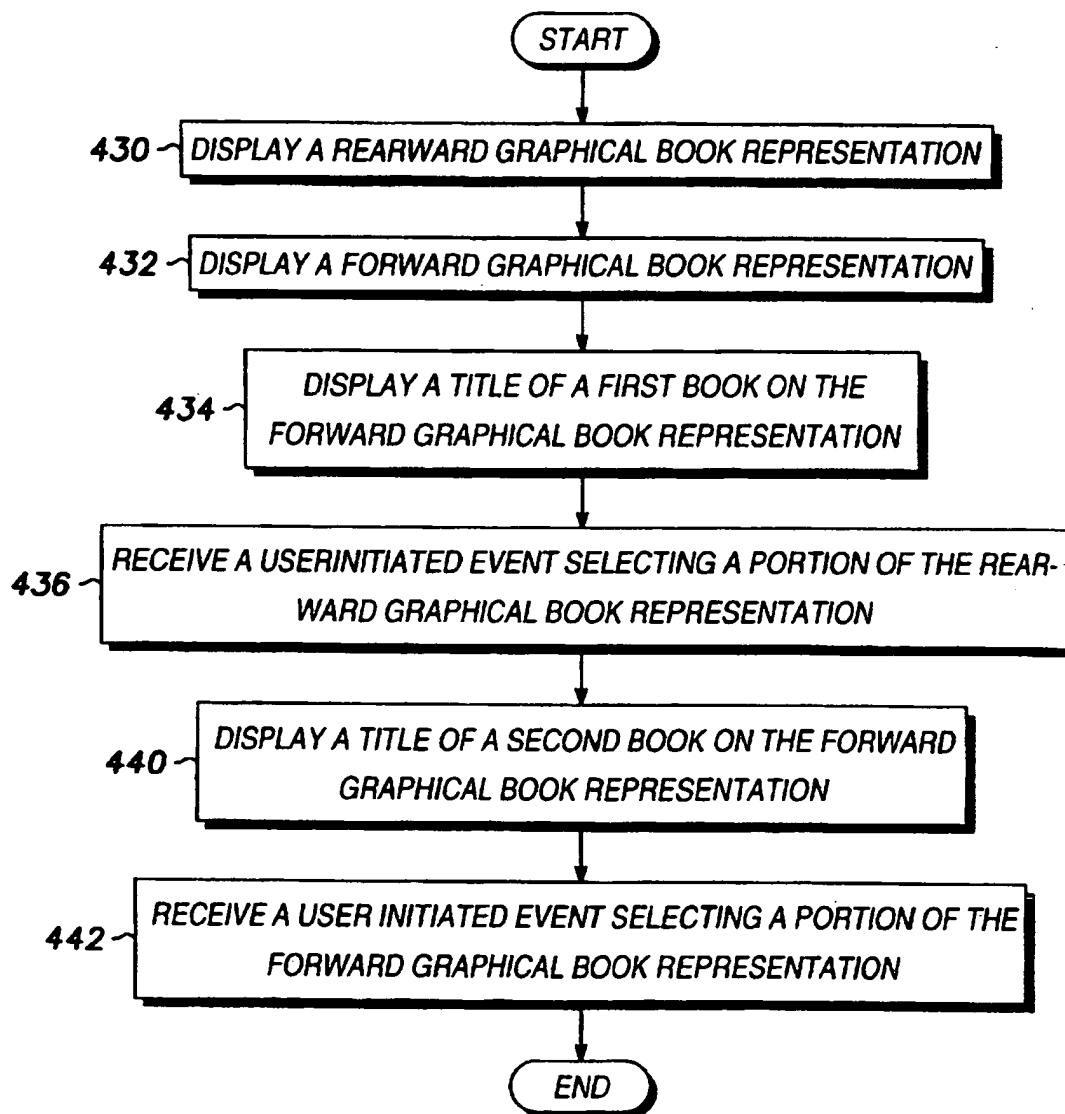 START
430 DISPLAY A REARWARD GRAPHICAL BOOK REPRESENTATION
432 DISPLAY A FORWARD GRAPHICAL BOOK REPRESENTATION
434 DISPLAY A TITLE OF A FIRST BOOK ON THE
FORWARD GRAPHICAL BOOK REPRESENTATION
436 RECEIVE A USERINITIATED EVENT SELECTING A PORTION OF THE REAR-
WARD GRAPHICAL BOOK REPRESENTATION
440 DISPLAY A TITLE OF A SECOND BOOK ON THE FORWARD
GRAPHICAL BOOK REPRESENTATION
442 RECEIVE A USER INITIATED EVENT SELECTING A PORTION OF THE
FORWARD GRAPHICAL BOOK REPRESENTATION
END